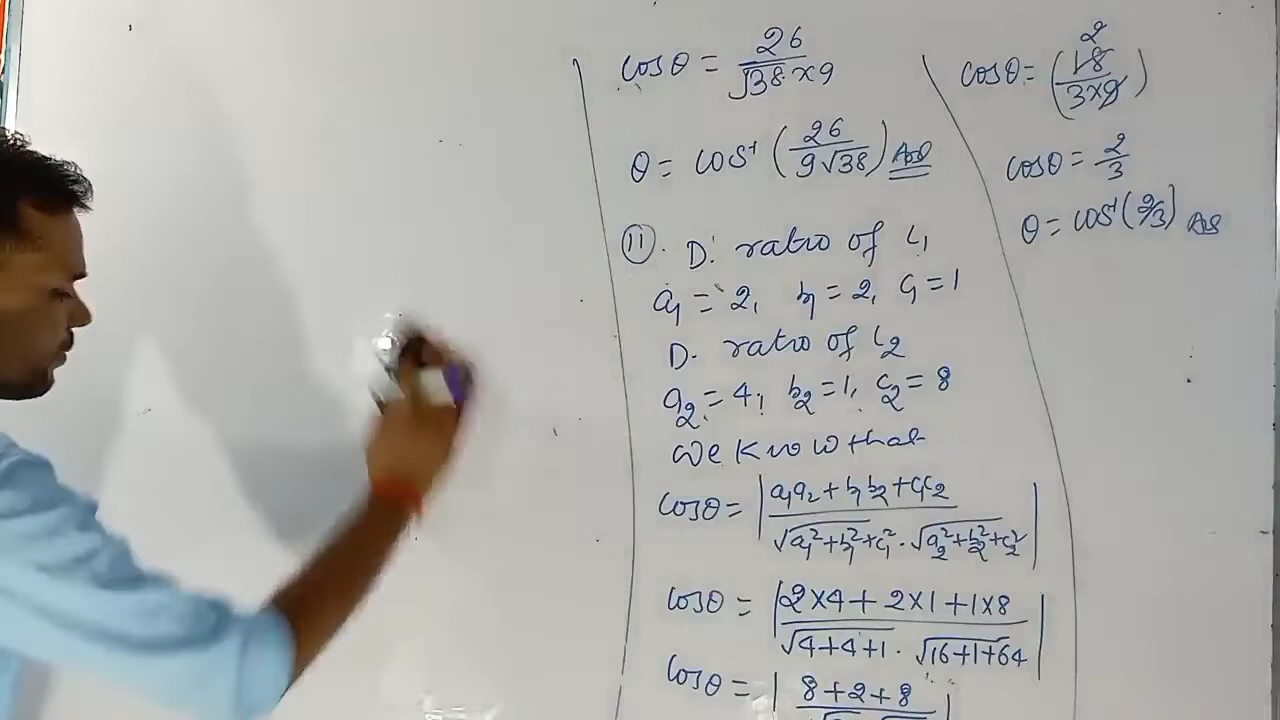 cosθ = 26/√38×9
θ = cos⁻¹(26/9√38) Ans
(11). D. ratio of L₁
a₁ = 2, b₁ = 2, c₁ = 1
D. ratio of L₂
a₂ = 4, b₂ = 1, c₂ = 8
We Know that
cosθ = |a₁a₂ + b₁b₂ + c₁c₂ / √a₁²+b₁²+c₁² . √a₂²+b₂²+c₂²|
cosθ = |2×4 + 2×1 + 1×8 / √4+4+1 . √16+1+64|
cosθ = |8+2+8
cosθ = (18/3×9) 2
cosθ = 2/3
θ = cos⁻¹(2/3) Ans